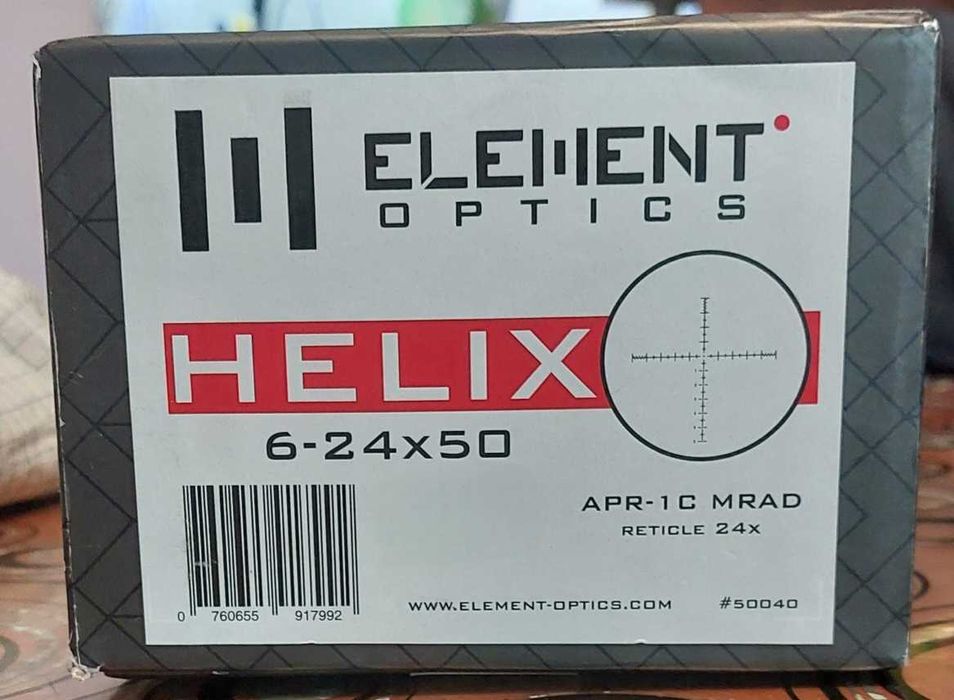 ELEMENT
OPTICS
HELIX
6-24x50
APR-1C MRAD
RETICLE 24X
0 760655 917992
WWW.ELEMENT-OPTICS.COM #50040